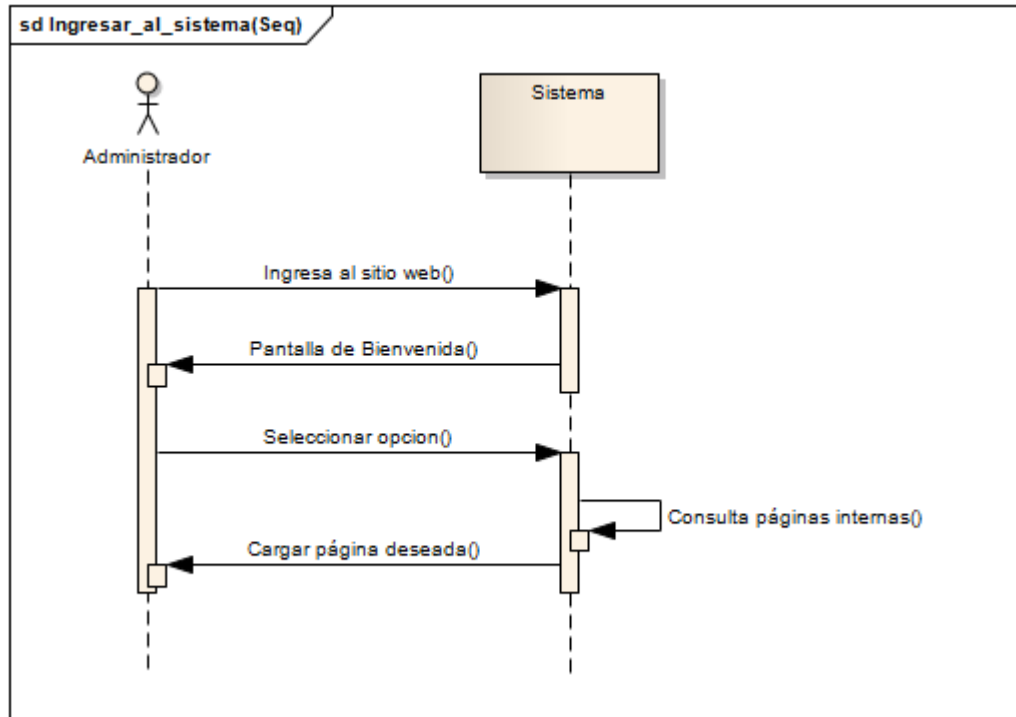 sd Ingresar_al_sistema(Seq)
Administrador
Sistema
Ingresa al sitio web()
Pantalla de Bienvenida()
Seleccionar opcion()
Consulta páginas internas()
Cargar página deseada()